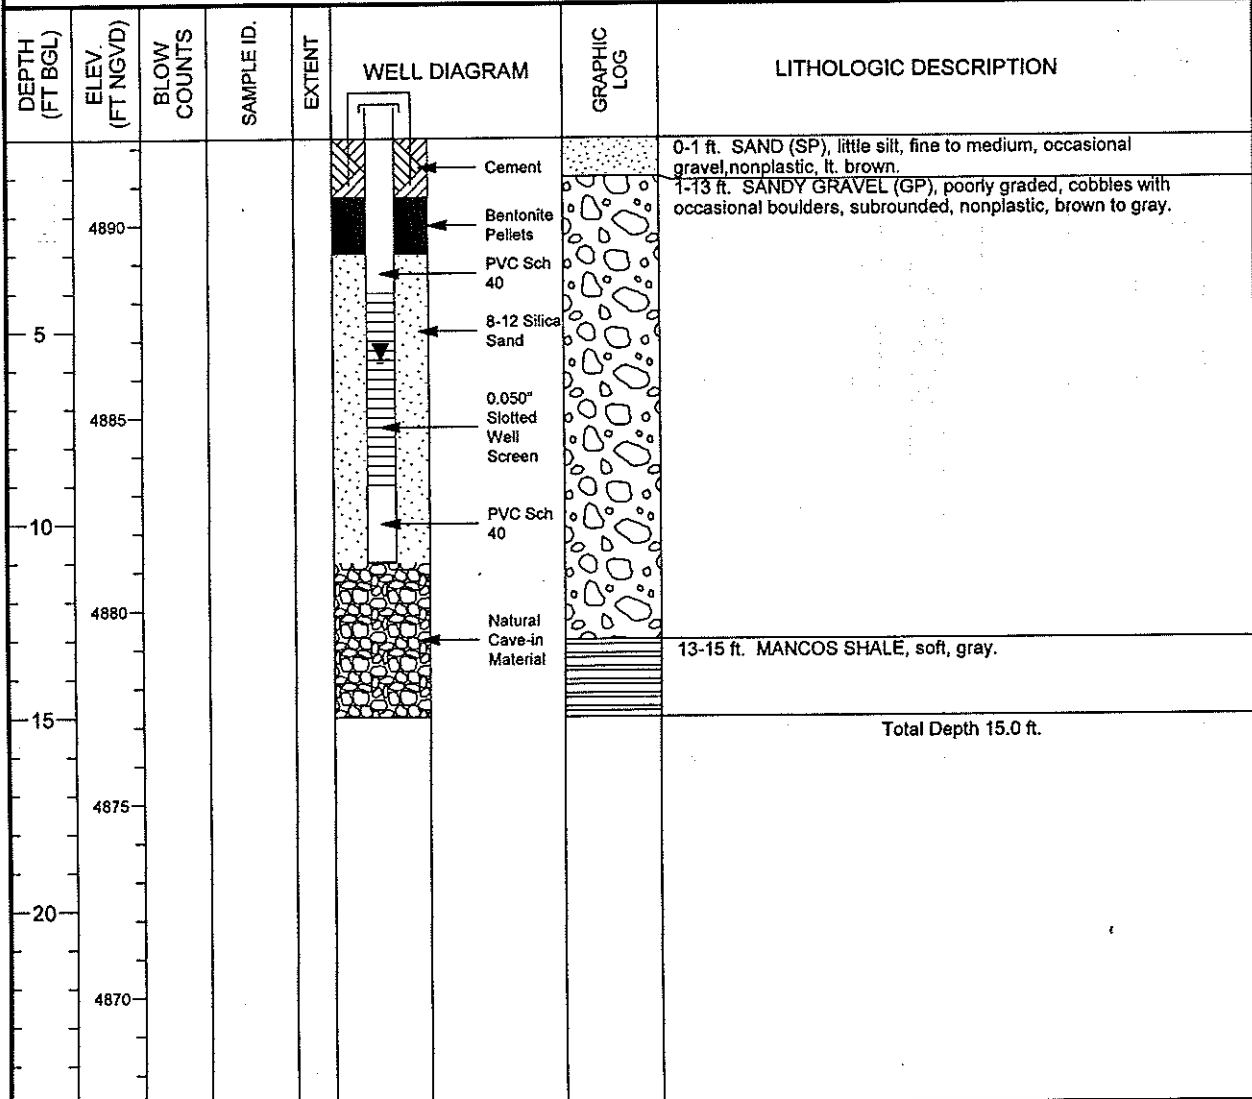 DEPTH
(FT BGL)
ELEV.
(FT NGVD)
BLOW
COUNTS
SAMPLE ID.
EXTENT
WELL DIAGRAM
GRAPHIC
LOG
LITHOLOGIC DESCRIPTION
0-1 ft. SAND (SP), little silt, fine to medium, occasional
gravel,nonplastic, lt. brown.
1-13 ft. SANDY GRAVEL (GP), poorly graded, cobbles with
occasional boulders, subrounded, nonplastic, brown to gray.
Cement
4890
Bentonite
Pellets
PVC Sch
40
5
8-12 Silica
Sand
4885
0.050"
Slotted
Well
Screen
10
PVC Sch
40
4880
Natural
Cave-in
Material
13-15 ft. MANCOS SHALE, soft, gray.
15
Total Depth 15.0 ft.
4875
20
4870